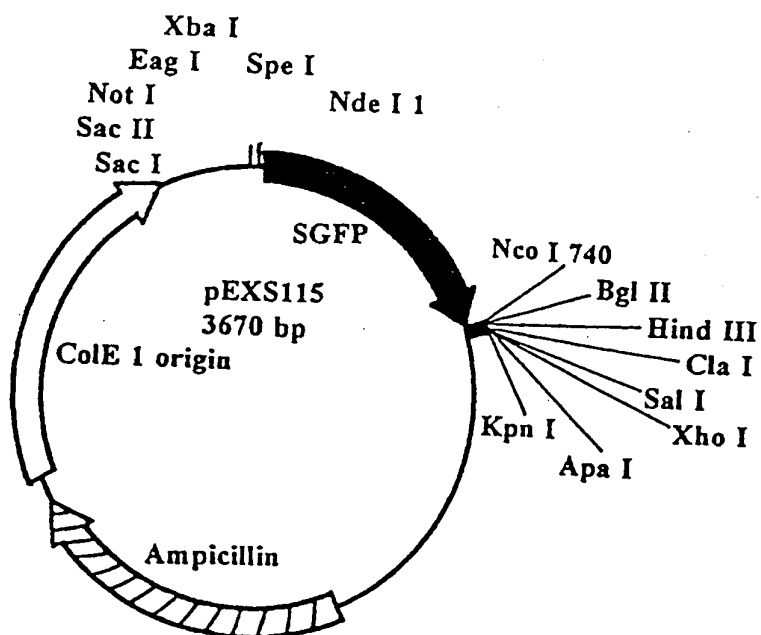 Xba I
Eag I
Spe I
Not I
Nde I 1
Sac II
Sac I
SGFP
Nco I 740
pEXS115
3670 bp
Bgl II
Hind III
ColE 1 origin
Cla I
Sal I
Kpn I
Xho I
Apa I
Ampicillin